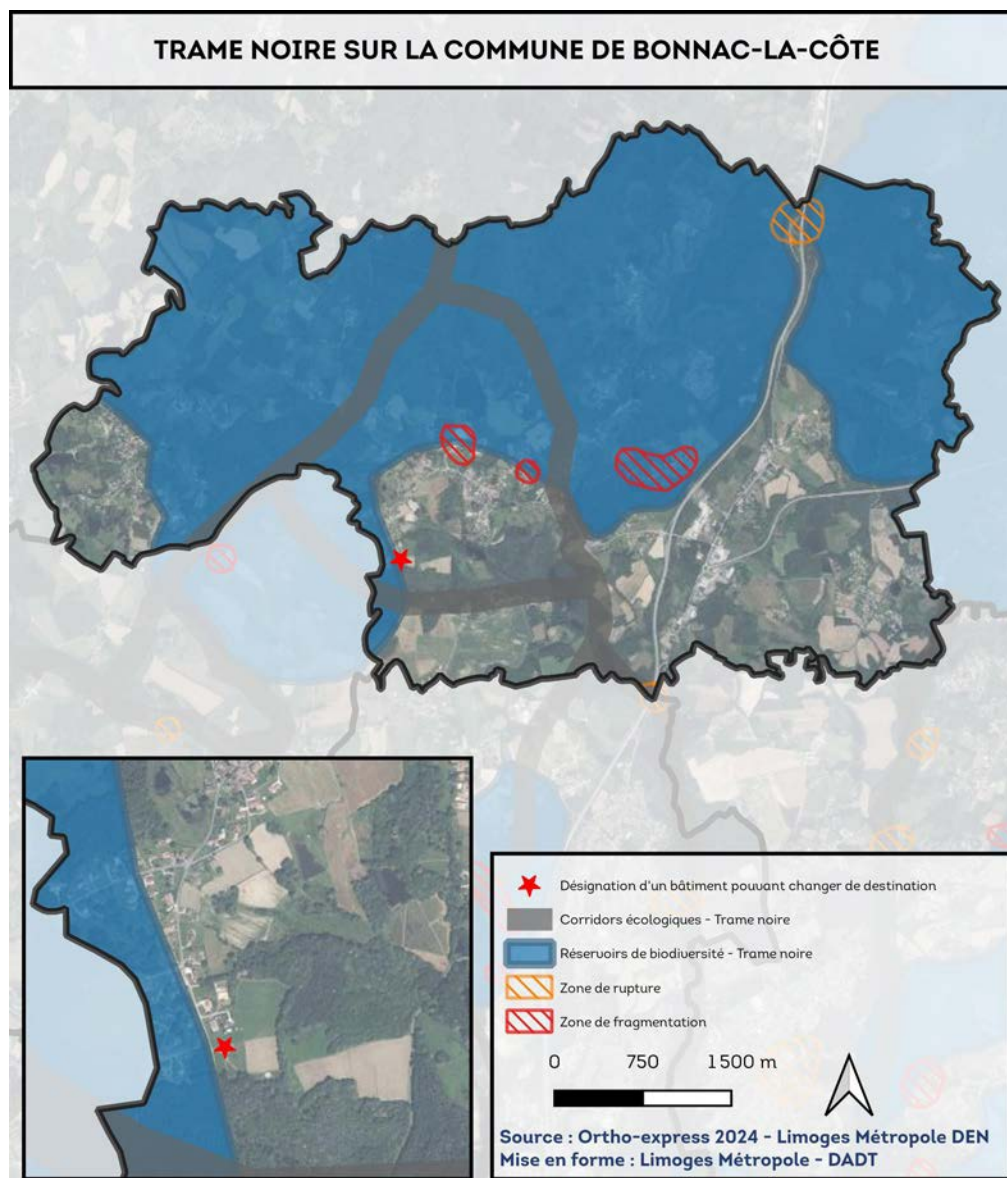 TRAME NOIRE SUR LA COMMUNE DE BONNAC-LA-CÔTE
Désignation d'un bâtiment pouvant changer de destination
Corridors écologiques - Trame noire
Réservoirs de biodiversité - Trame noire
Zone de rupture
Zone de fragmentation
0 750 1500 m
Source : Ortho-express 2024 - Limoges Métropole DEN
Mise en forme : Limoges Métropole - DADT